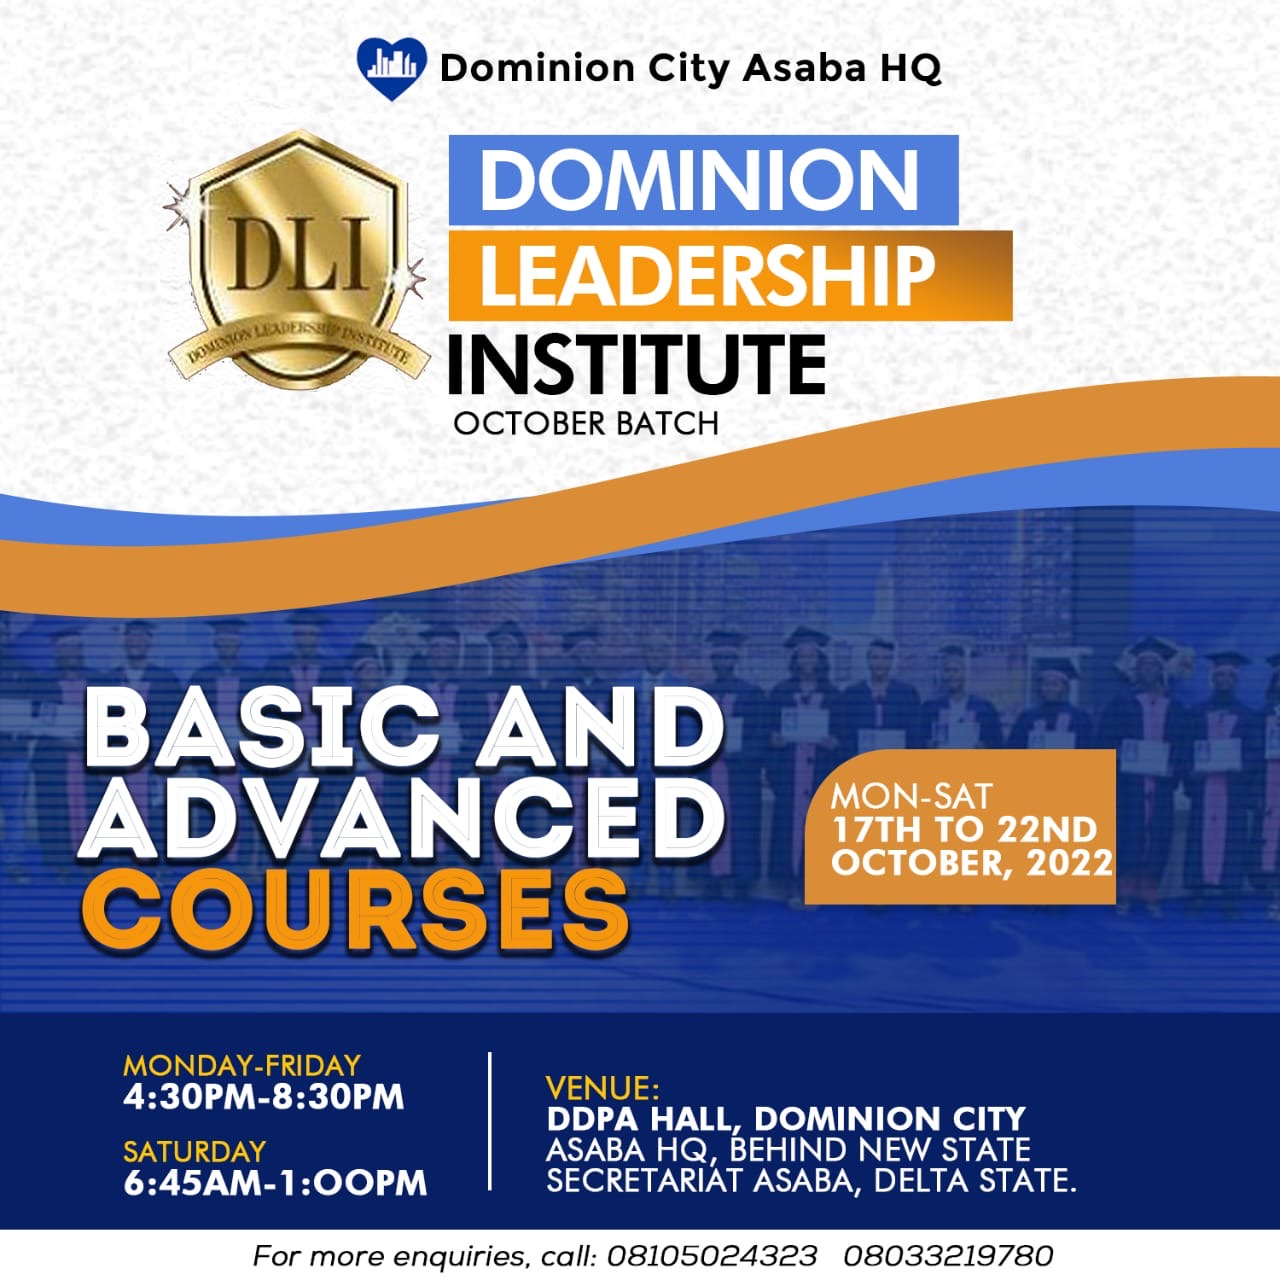 Dominion City Asaba HQ
DLI
DOMINION LEADERSHIP INSTITUTE
DOMINION
LEADERSHIP
INSTITUTE
OCTOBER BATCH
BASIC AND
ADVANCED
COURSES
MON-SAT
17TH TO 22ND
OCTOBER, 2022
MONDAY-FRIDAY
4:30PM-8:30PM
SATURDAY
6:45AM-1:OOPM
VENUE:
DDPA HALL, DOMINION CITY
ASABA HQ, BEHIND NEW STATE
SECRETARIAT ASABA, DELTA STATE.
For more enquiries, call: 08105024323 08033219780